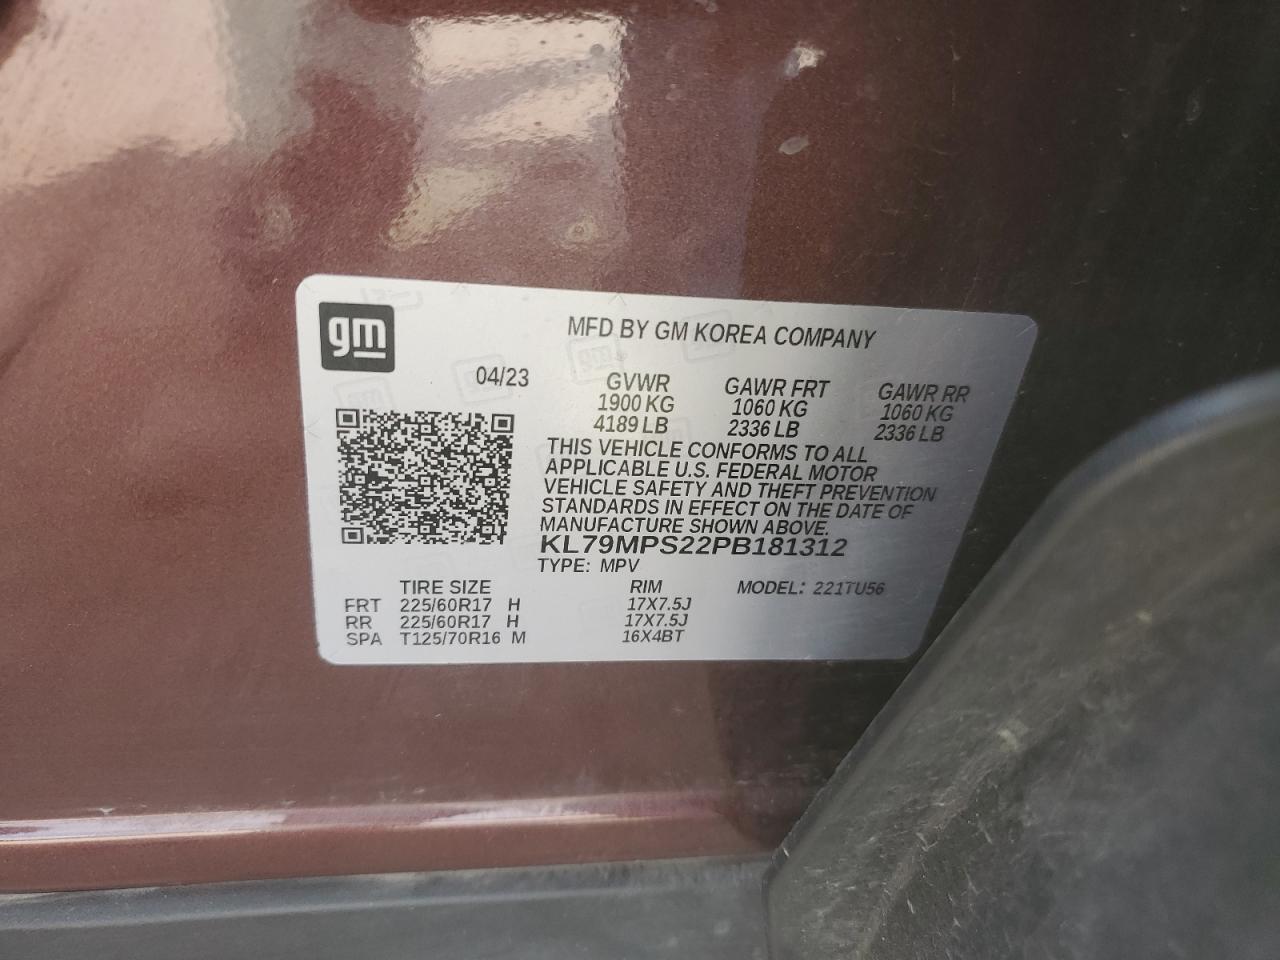 gm
MFD BY GM KOREA COMPANY
04/23 GVWR GAWR FRT GAWR RR
1900 KG 1060 KG 1060 KG
4189 LB 2336 LB 2336 LB
THIS VEHICLE CONFORMS TO ALL
APPLICABLE U.S. FEDERAL MOTOR
VEHICLE SAFETY AND THEFT PREVENTION
STANDARDS IN EFFECT ON THE DATE OF
MANUFACTURE SHOWN ABOVE.
KL79MPS22PB181312
TYPE: MPV
TIRE SIZE RIM MODEL: 221TU56
FRT 225/60R17 H 17X7.5J
RR 225/60R17 H 17X7.5J
SPA T125/70R16 M 16X4BT